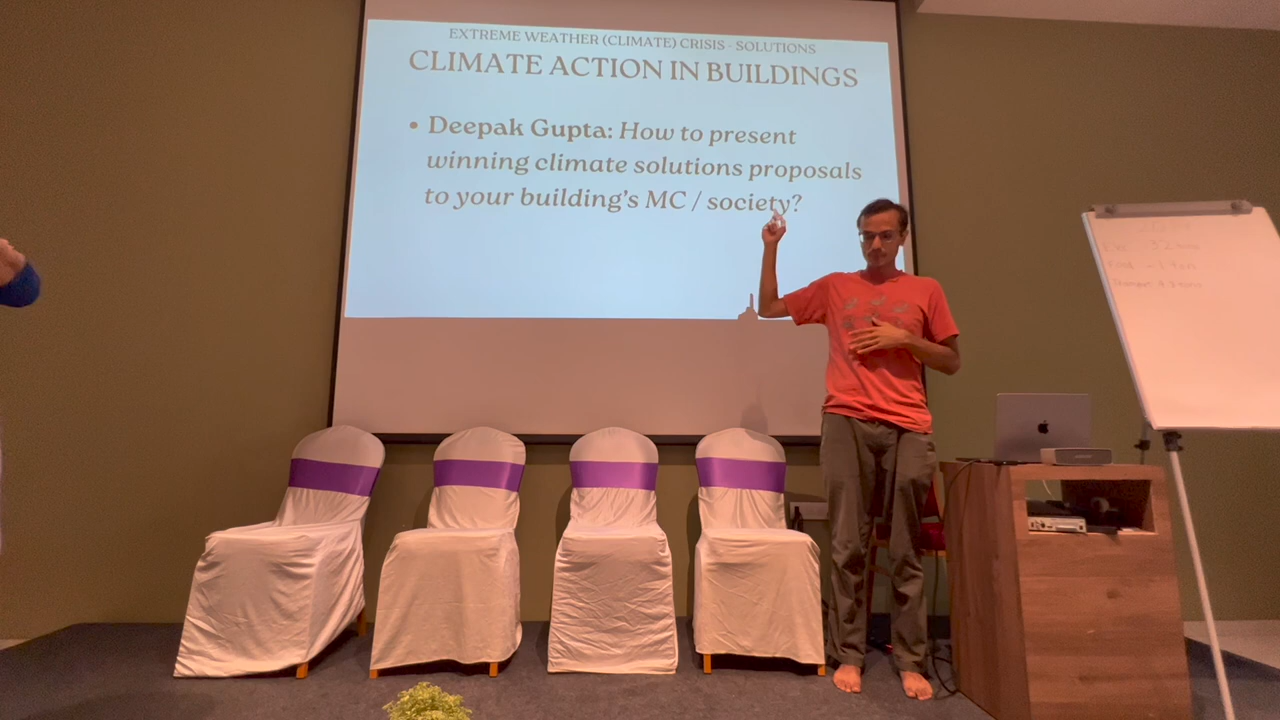 EXTREME WEATHER (CLIMATE) CRISIS - SOLUTIONS
CLIMATE ACTION IN BUILDINGS
• Deepak Gupta: How to present
winning climate solutions proposals
to your building's MC / society?